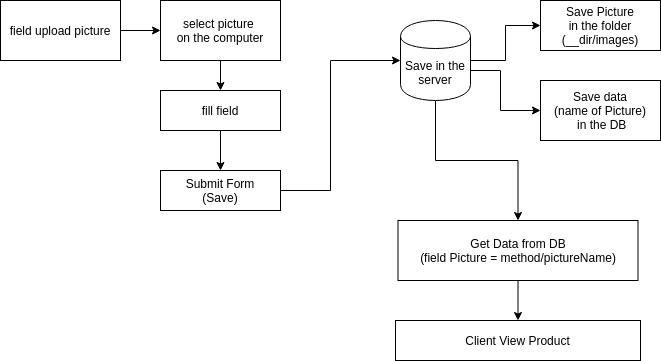 field upload picture
select picture
on the computer
fill field
Submit Form
(Save)
Save in the
server
Save Picture
in the folder
(__dir/images)
Save data
(name of Picture)
in the DB
Get Data from DB
(field Picture = method/pictureName)
Client View Product